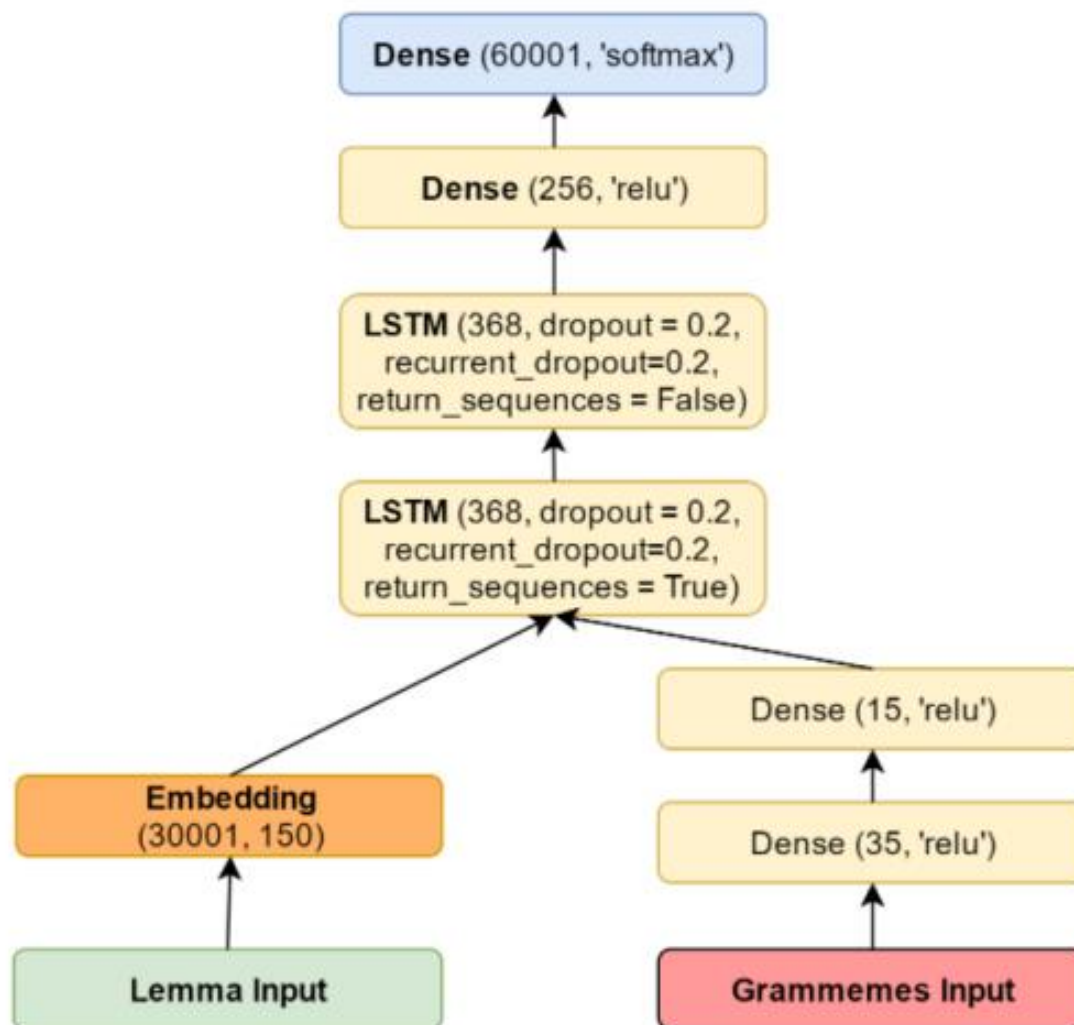 Dense (60001, 'softmax')
Dense (256, 'relu')
LSTM (368, dropout = 0.2,
recurrent_dropout=0.2,
return_sequences = False)
LSTM (368, dropout = 0.2,
recurrent_dropout=0.2,
return_sequences = True)
Dense (15, 'relu')
Embedding
(30001, 150)
Dense (35, 'relu')
Lemma Input
Grammemes Input